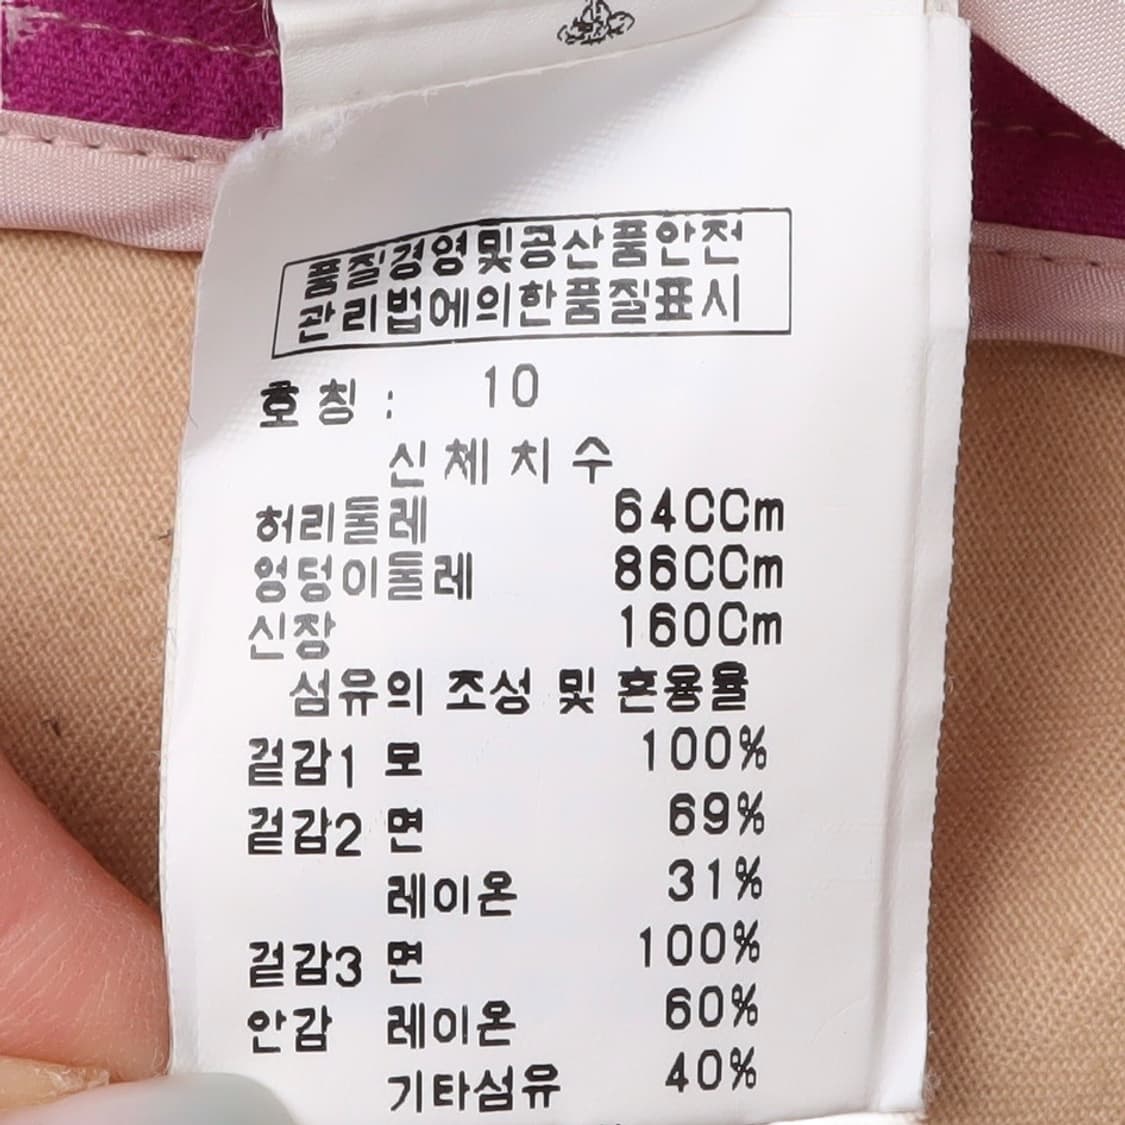 품질경영및공산품안전
관리법에의한품질표시
호칭 : 10
신체치수
허리둘레 64CCm
엉덩이둘레 86CCm
신장 160Cm
섬유의 조성 및 혼용율
겉감1 모 100%
겉감2 면 69%
레이온 31%
겉감3 면 100%
안감 레이온 60%
기타섬유 40%